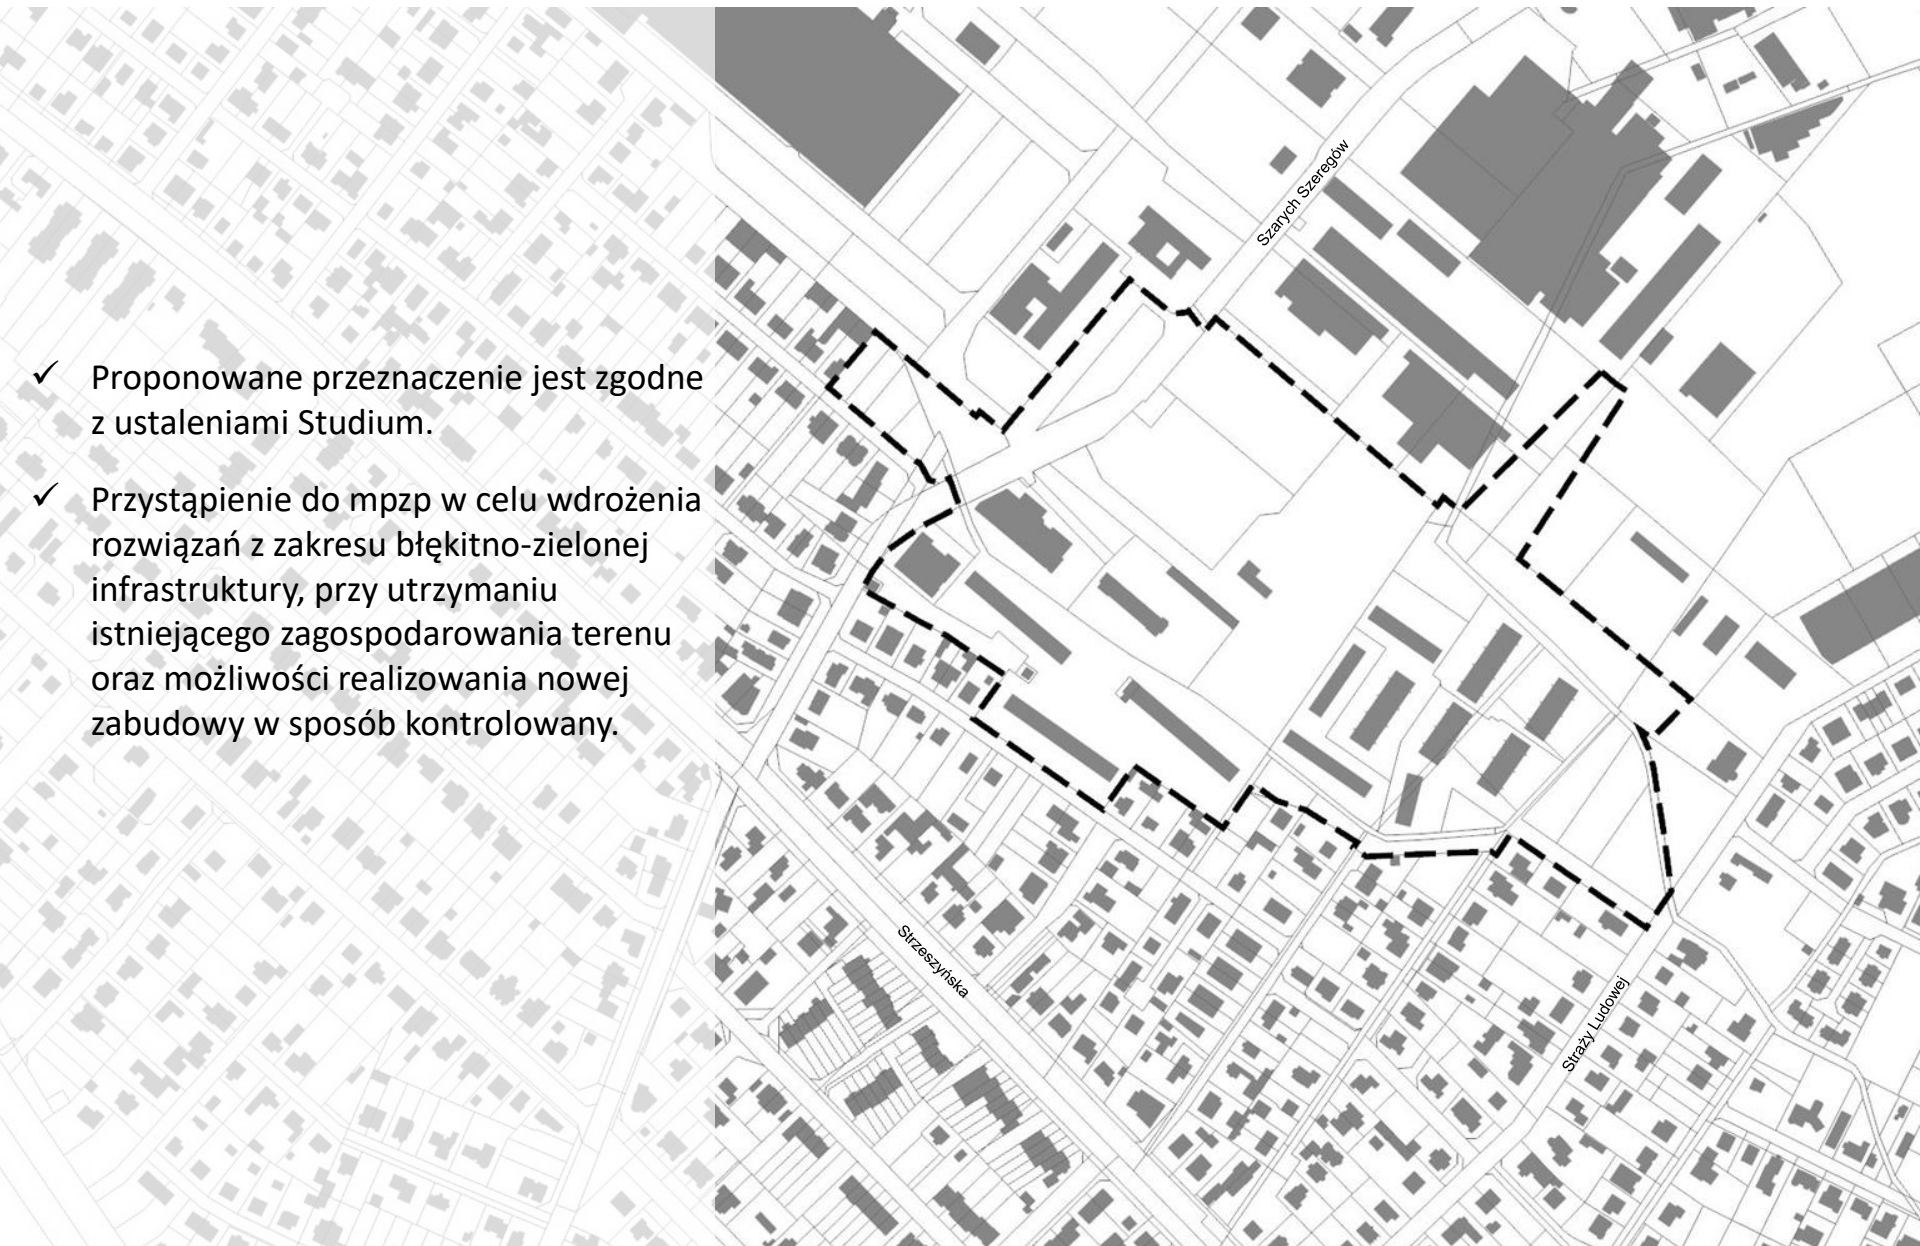 ✓ Proponowane przeznaczenie jest zgodne
z ustaleniami Studium.
✓ Przystąpienie do mpzp w celu wdrożenia
rozwiązań z zakresu błękitno-zielonej
infrastruktury, przy utrzymaniu
istniejącego zagospodarowania terenu
oraz możliwości realizowania nowej
zabudowy w sposób kontrolowany.
Szarych Szeregów
Strzeszyńska
Straży Ludowej